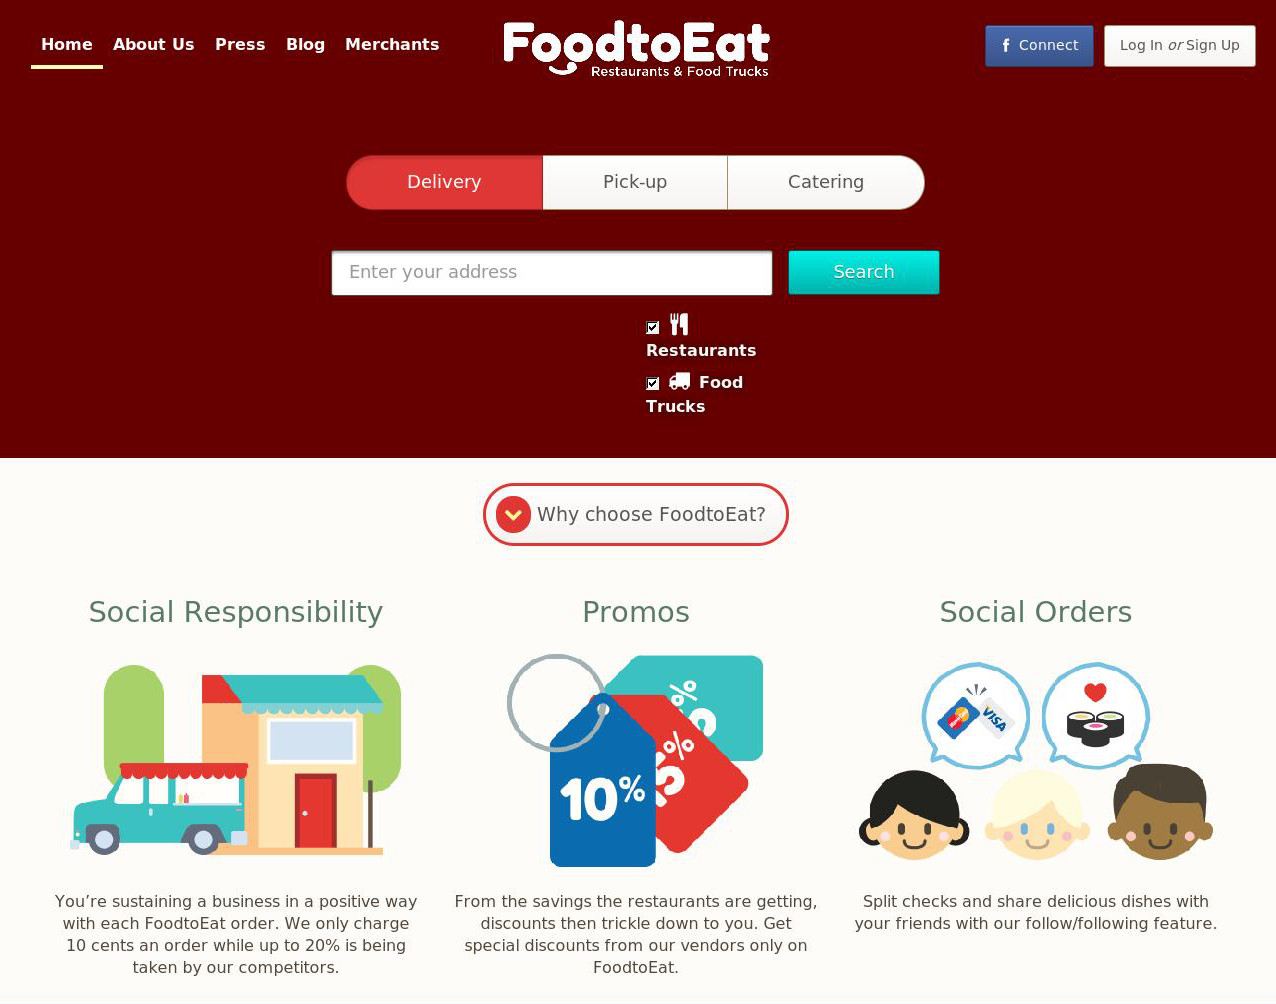 Home About Us Press Blog Merchants
FoodtoEat
Restaurants & Food Trucks
f Connect
Log In or Sign Up
Delivery Pick-up Catering
Enter your address
Search
Restaurants
Food
Trucks
Why choose FoodtoEat?
Social Responsibility
You’re sustaining a business in a positive way
with each FoodtoEat order. We only charge
10 cents an order while up to 20% is being
taken by our competitors.
Promos
10%
5%
%
From the savings the restaurants are getting,
discounts then trickle down to you. Get
special discounts from our vendors only on
FoodtoEat.
Social Orders
VISA
Split checks and share delicious dishes with
your friends with our follow/following feature.